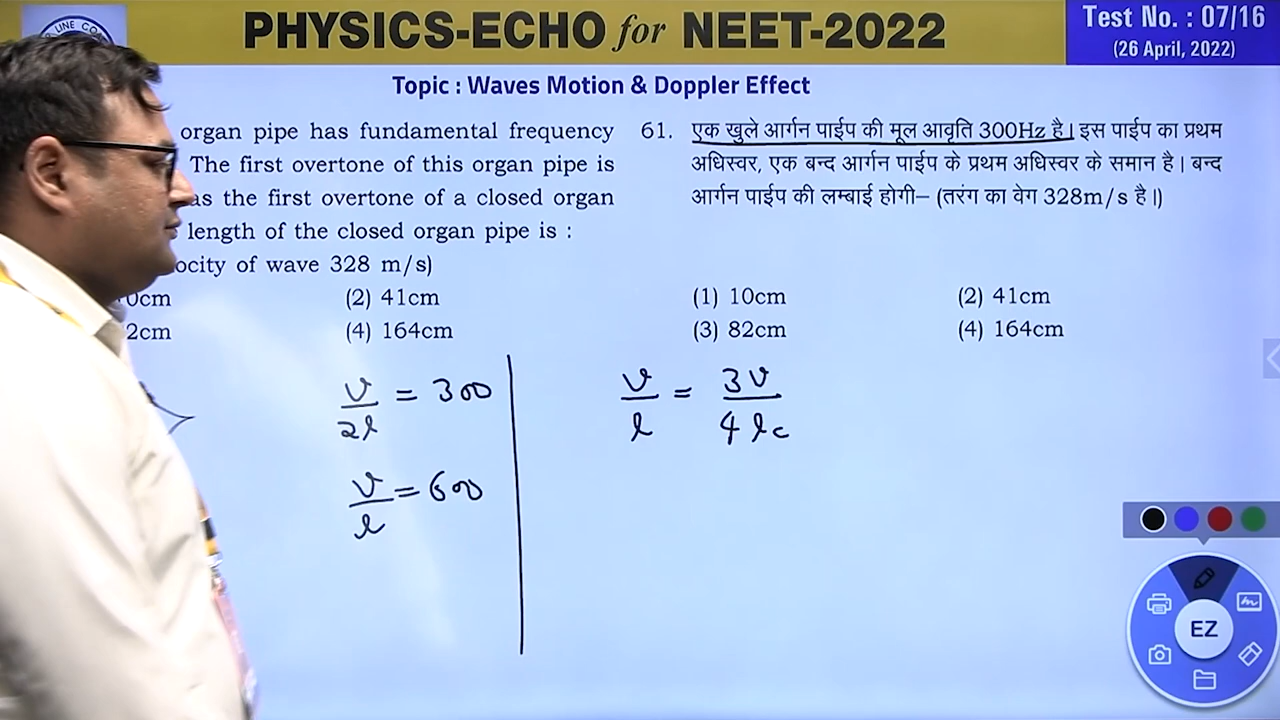 PHYSICS-ECHO for NEET-2022
Test No. : 07/16
(26 April, 2022)
Topic : Waves Motion & Doppler Effect
organ pipe has fundamental frequency
The first overtone of this organ pipe is
as the first overtone of a closed organ
length of the closed organ pipe is :
ocity of wave 328 m/s)
0cm
(2) 41cm
2cm
(4) 164cm
61. एक खुले आर्गन पाईप की मूल आवृति 300Hz है। इस पाईप का प्रथम
अधिस्वर, एक बन्द आर्गन पाईप के प्रथम अधिस्वर के समान है। बन्द
आर्गन पाईप की लम्बाई होगी– (तरंग का वेग 328m/s है।)
(1) 10cm
(2) 41cm
(3) 82cm
(4) 164cm
v/2l = 300
v/l = 600
v/l = 3v/4lc
EZ